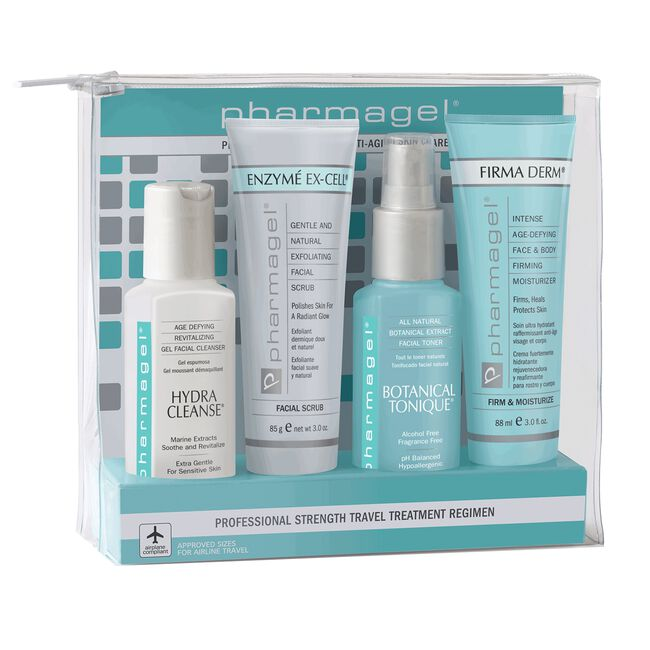 pharmagel®
AGE DEFYING
REVITALIZING
GEL FACIAL CLEANSER
Gel espumosa
Gel moussant démaquillant
HYDRA
CLEANSE®
Marine Extracts
Soothe and Revitalize
Extra Gentle
For Sensitive Skin
pharmagel®
ENZYMÉ EX-CELL®
GENTLE AND
NATURAL
EXFOLIATING
FACIAL
SCRUB
Polishes Skin For
A Radiant Glow
Exfoliant
dermique doux
et naturel
Exfoliante
facial suave
y natural
pharmagel®
FACIAL SCRUB
85 g e net wt 3.0 oz.
ALL NATURAL
BOTANICAL EXTRACT
FACIAL TONER
Tout le toner naturels
Tonifocado facial natural
BOTANICAL
TONIQUE®
Alcohol Free
Fragrance Free
pH Balanced
Hypoallergenic
pharmagel®
FIRMA DERM®
INTENSE
AGE-DEFYING
FACE & BODY
FIRMING
MOISTURIZER
Firms, Heals
Protects Skin
Soin ultra hydratant
raffermissant anti-âge
visage et corps
Crema fuertemente
hidratante
rejuvenecedora
y reafirmante
para rostro y cuerpo
pharmagel®
FIRM & MOISTURIZE
88 ml e 3.0 fl oz.
PROFESSIONAL STRENGTH TRAVEL TREATMENT REGIMEN
airplane
compliant
APPROVED SIZES
FOR AIRLINE TRAVEL